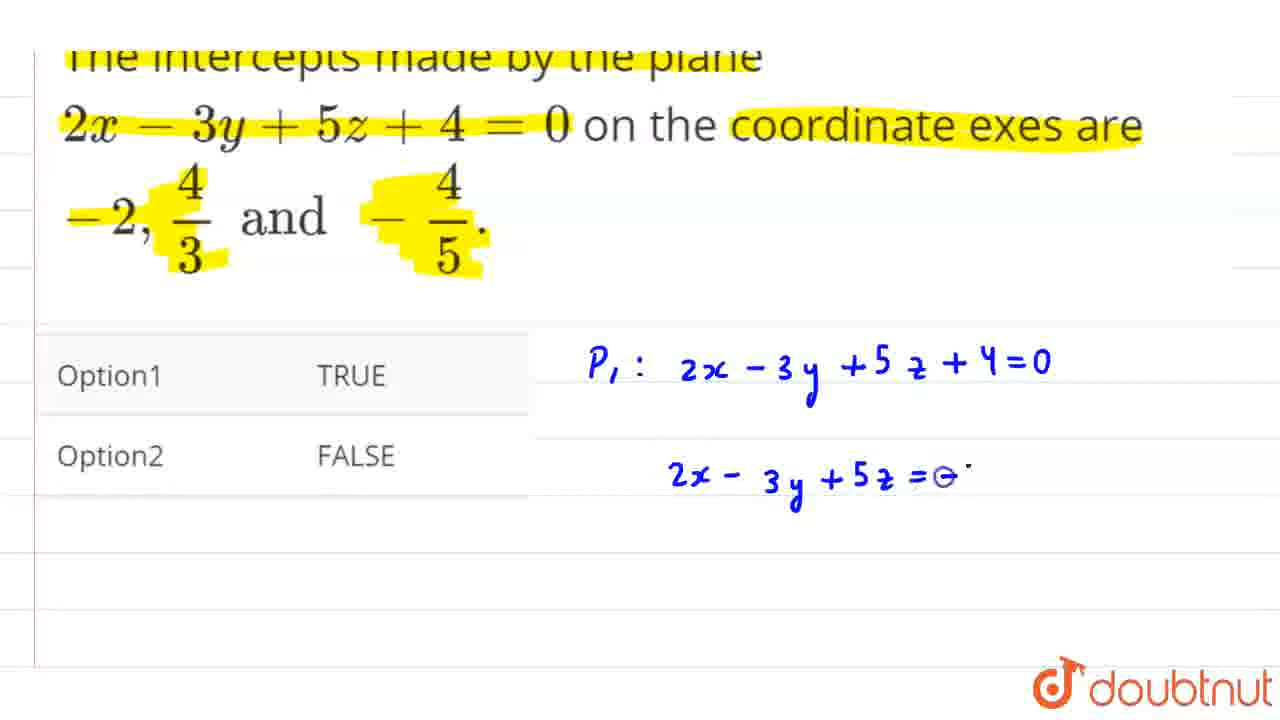 The intercepts made by the plane
2x − 3y + 5z + 4 = 0 on the coordinate exes are
−2, 4/3 and −4/5.
Option1 TRUE
P₁ : 2x − 3y + 5z + 4 = 0
Option2 FALSE
2x − 3y + 5z = −
doubtnut